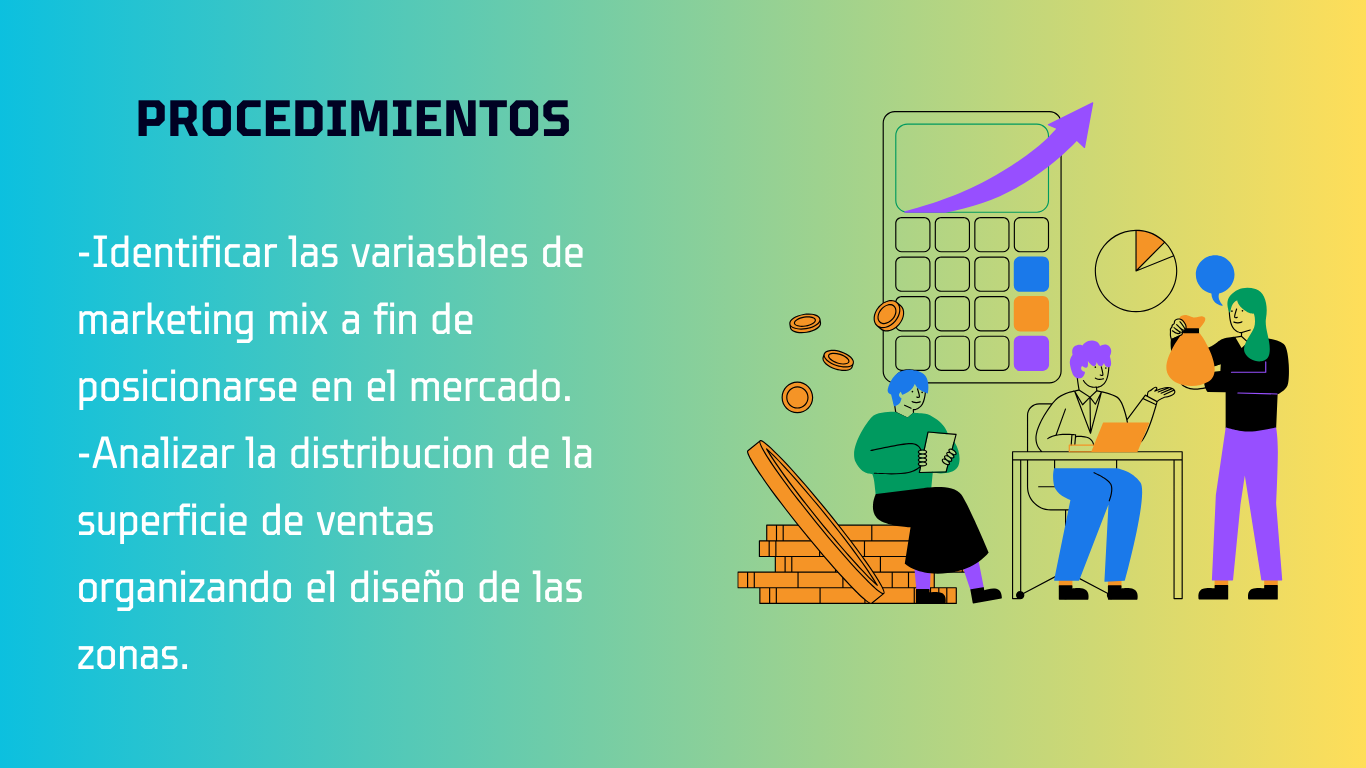 PROCEDIMIENTOS
-Identificar las variasbles de
marketing mix a fin de
posicionarse en el mercado.
-Analizar la distribucion de la
superficie de ventas
organizando el diseño de las
zonas.